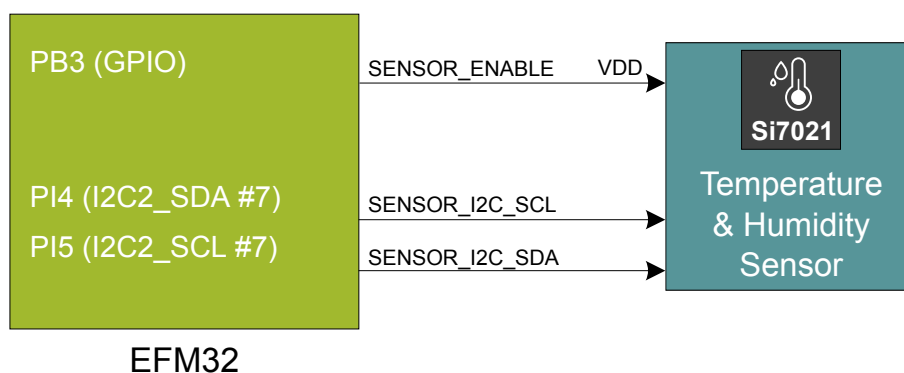 PB3 (GPIO)
SENSOR_ENABLE VDD
Si7021
PI4 (I2C2_SDA #7)
SENSOR_I2C_SCL
PI5 (I2C2_SCL #7)
SENSOR_I2C_SDA
Temperature
& Humidity
Sensor
EFM32